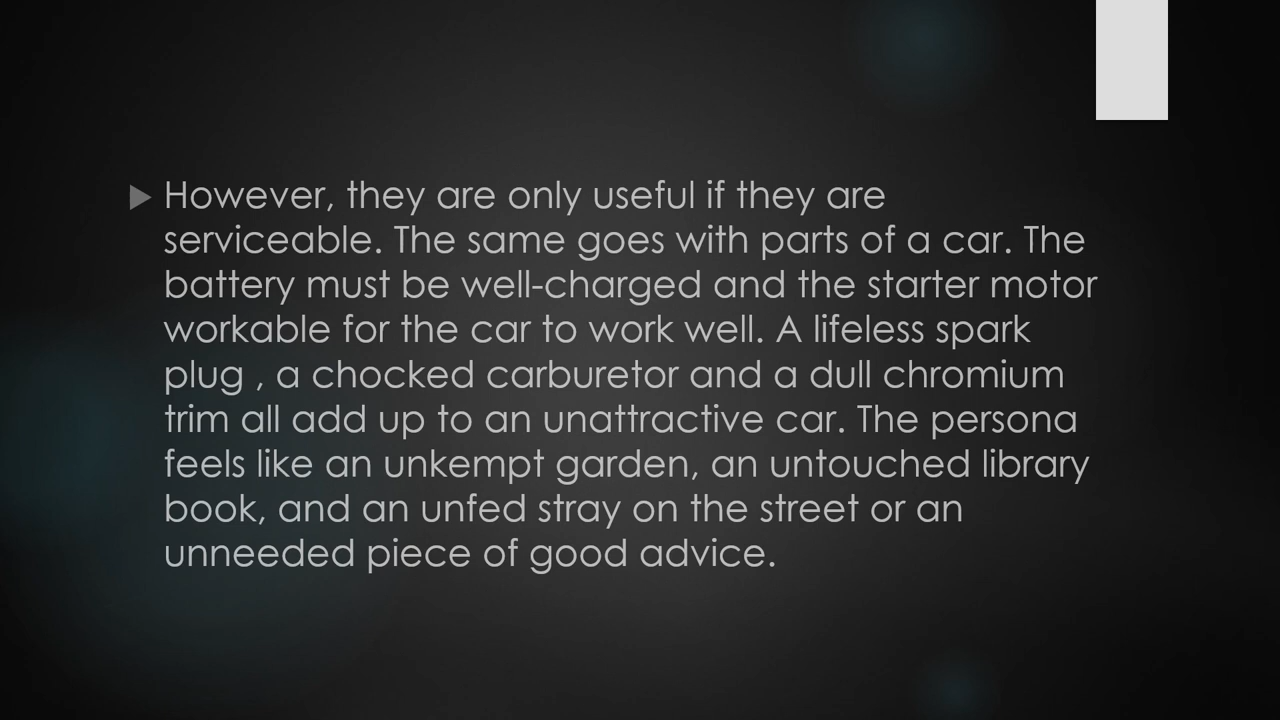 However, they are only useful if they are
serviceable. The same goes with parts of a car. The
battery must be well-charged and the starter motor
workable for the car to work well. A lifeless spark
plug , a chocked carburetor and a dull chromium
trim all add up to an unattractive car. The persona
feels like an unkempt garden, an untouched library
book, and an unfed stray on the street or an
unneeded piece of good advice.